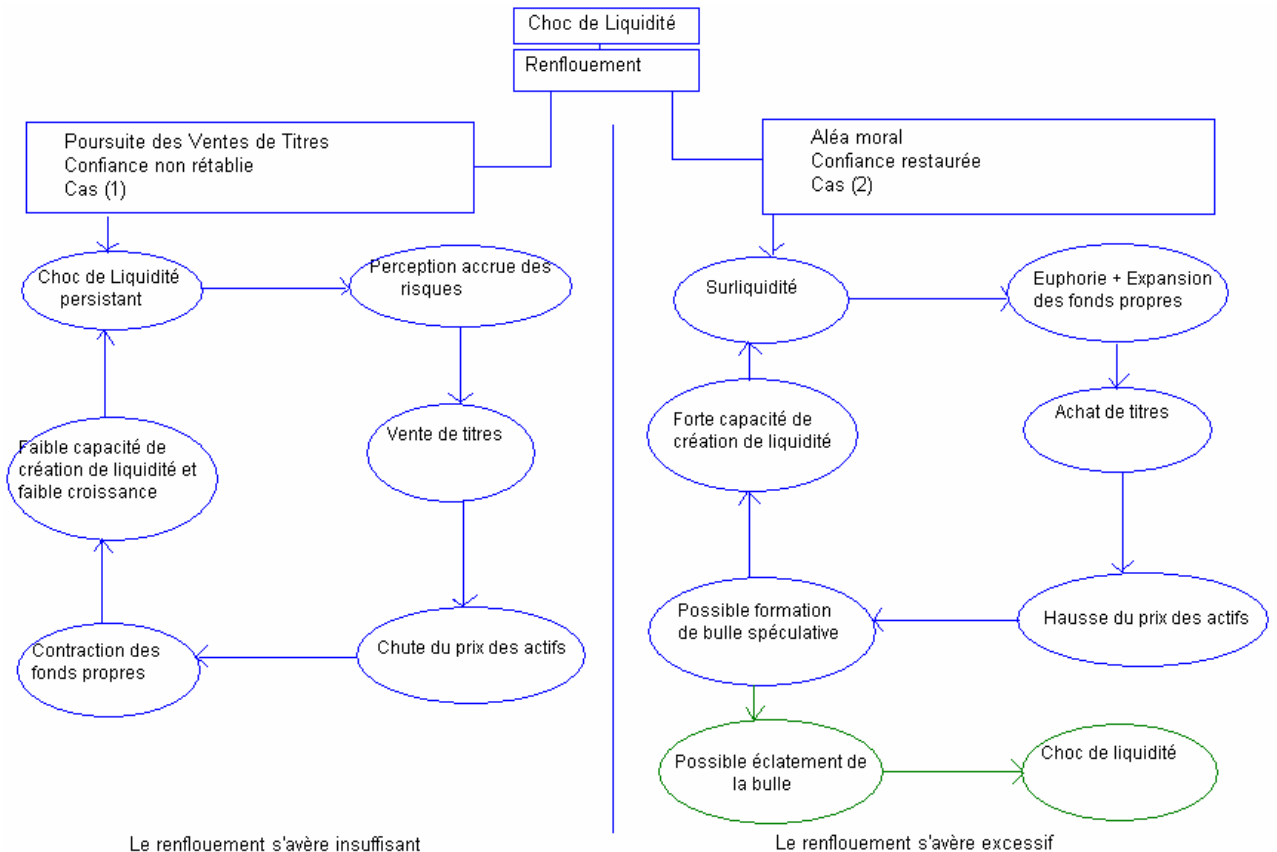 Choc de Liquidité
Renflouement
Poursuite des Ventes de Titres
Confiance non rétablie
Cas (1)
Choc de Liquidité
persistant
Perception accrue des
risques
Vente de titres
Chute du prix des actifs
Contraction des
fonds propres
Faible capacité de
création de liquidité et
faible croissance
Le renflouement s'avère insuffisant
Aléa moral
Confiance restaurée
Cas (2)
Surliquidité
Euphorie + Expansion
des fonds propres
Achat de titres
Hausse du prix des actifs
Possible formation
de bulle spéculative
Forte capacité de
création de liquidité
Possible éclatement de
la bulle
Choc de liquidité
Le renflouement s'avère excessif